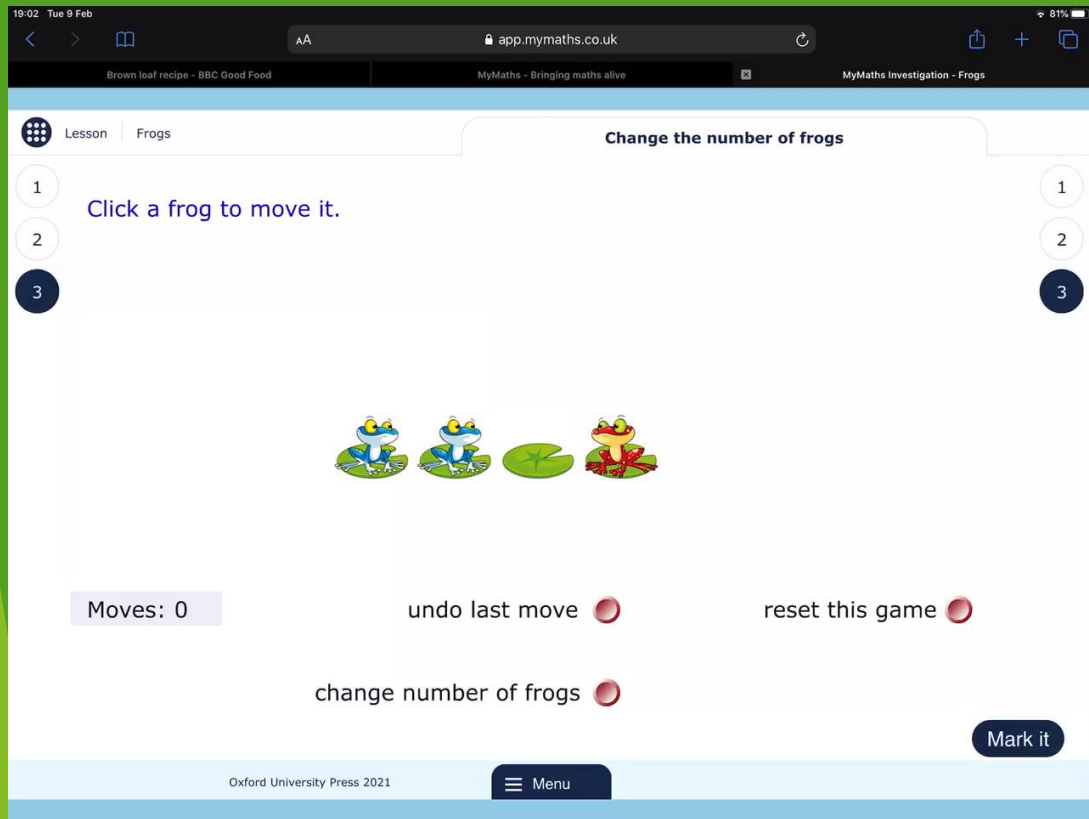 19:02 Tue 9 Feb
81%
AA
app.mymaths.co.uk
Brown loaf recipe - BBC Good Food
MyMaths - Bringing maths alive
MyMaths Investigation - Frogs
Lesson Frogs
Change the number of frogs
1
2
3
Click a frog to move it.
1
2
3
Moves: 0
undo last move
reset this game
change number of frogs
Mark it
Oxford University Press 2021
Menu